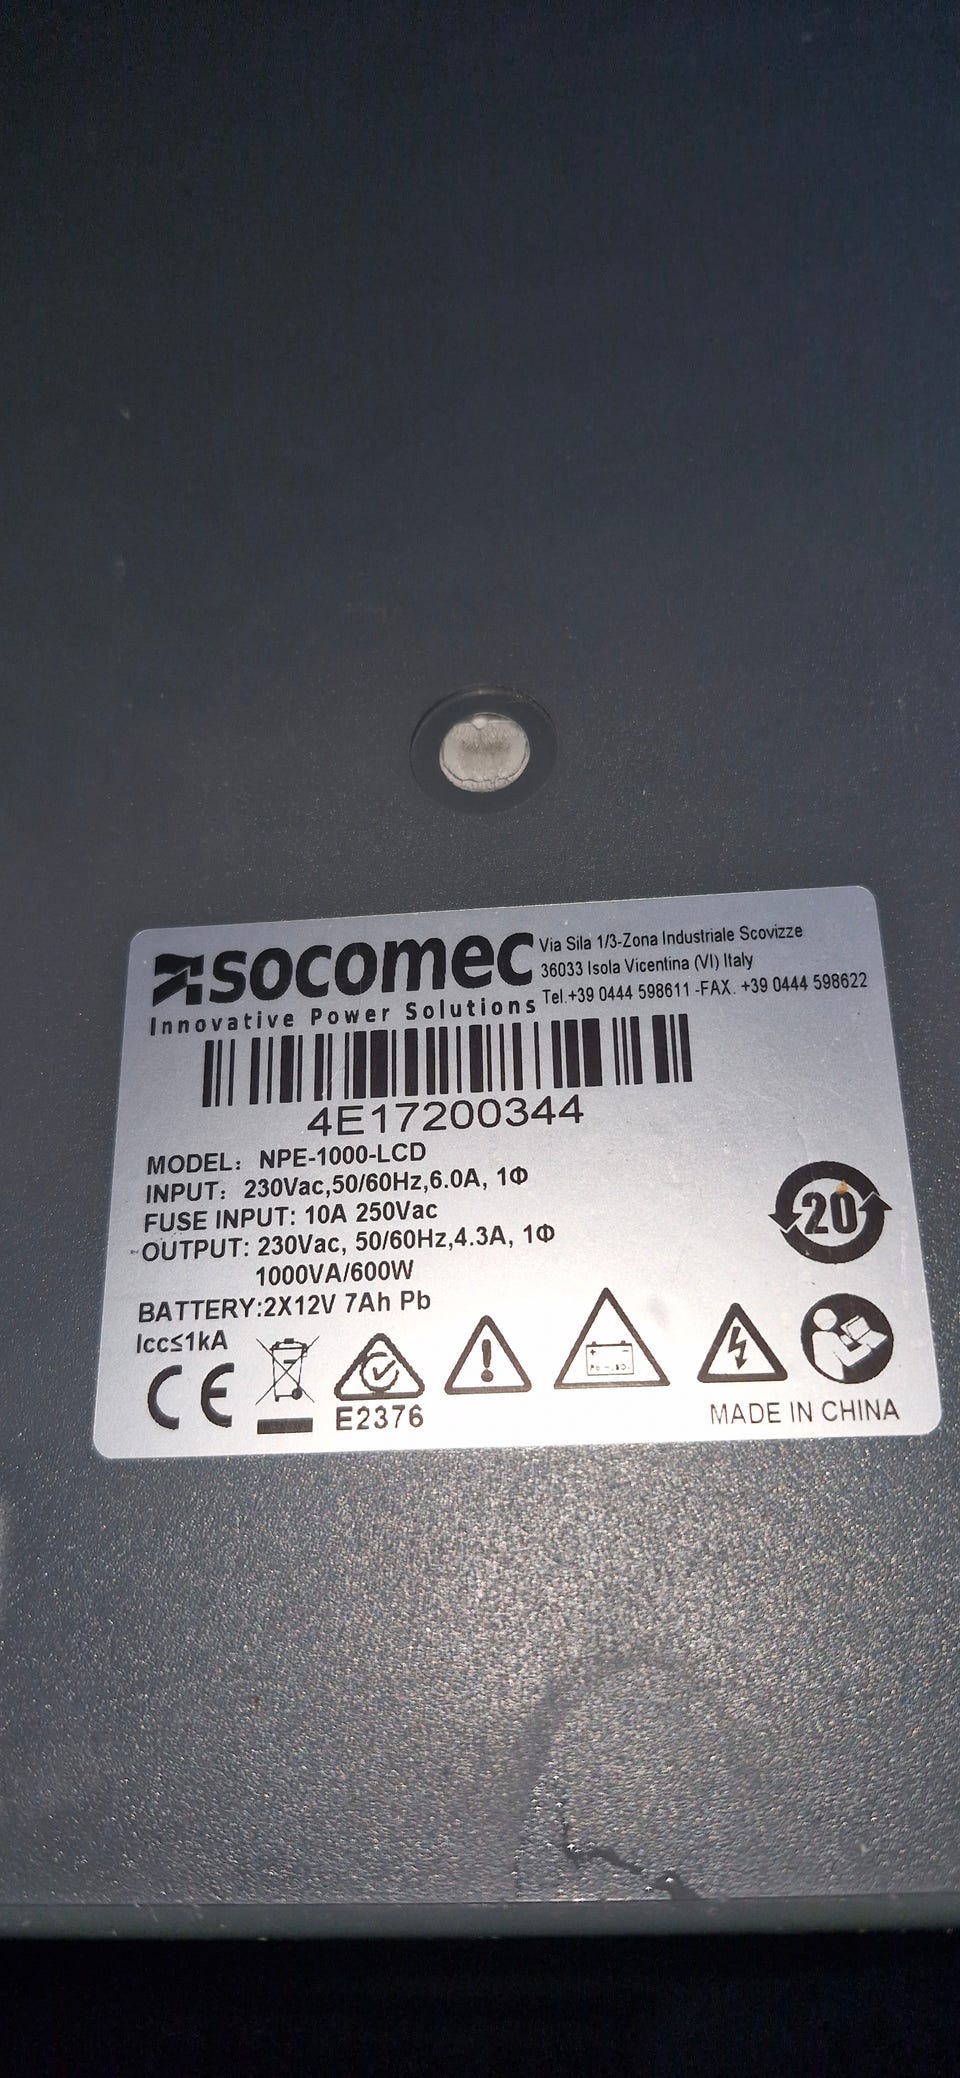 socomec
Innovative Power Solutions
Via Sila 1/3-Zona Industriale Scovizze
36033 Isola Vicentina (VI) Italy
Tel.+39 0444 598611 -FAX. +39 0444 598622
4E17200344
MODEL: NPE-1000-LCD
INPUT: 230Vac,50/60Hz,6.0A, 1Φ
FUSE INPUT: 10A 250Vac
OUTPUT: 230Vac, 50/60Hz,4.3A, 1Φ
1000VA/600W
BATTERY:2X12V 7Ah Pb
Icc≤1kA
20
CE
E2376
MADE IN CHINA